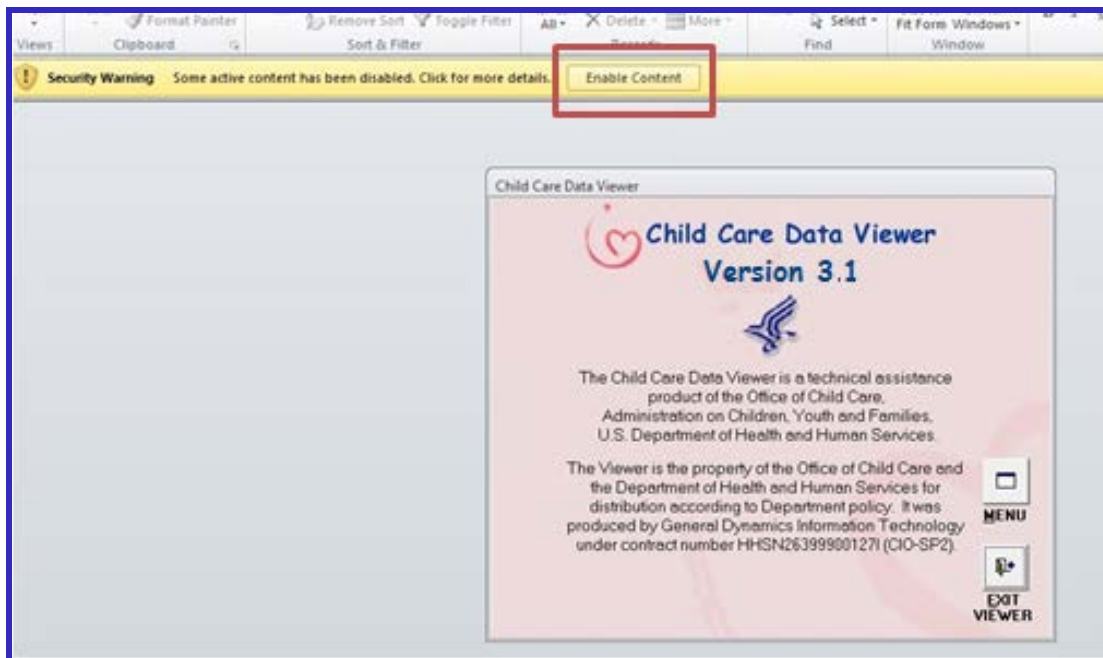 Format Painter Remove Sort Toggle Filter AB Delete More Select Fit Form Windows
Views Clipboard Sort & Filter Records Find Window
Security Warning Some active content has been disabled. Click for more details. Enable Content
Child Care Data Viewer
Child Care Data Viewer
Version 3.1
The Child Care Data Viewer is a technical assistance
product of the Office of Child Care,
Administration on Children, Youth and Families,
U.S. Department of Health and Human Services.
The Viewer is the property of the Office of Child Care and
the Department of Health and Human Services for
distribution according to Department policy. It was
produced by General Dynamics Information Technology
under contract number HHSN26399900127I (CIO-SP2).
MENU
EXIT
VIEWER